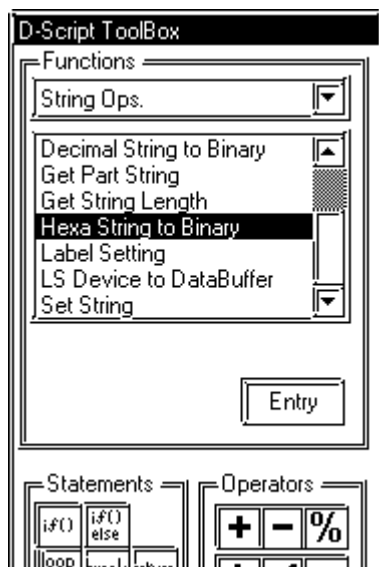 D-Script ToolBox
Functions
String Ops.
Decimal String to Binary
Get Part String
Get String Length
Hexa String to Binary
Label Setting
LS Device to DataBuffer
Set String
Entry
Statements
Operators
if()
if()
else
+ - %
loop